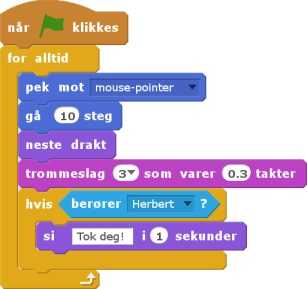 når klikkes
for alltid
pek mot mouse-pointer
gå 10 steg
neste drakt
trommeslag 3 som varer 0.3 takter
hvis berører Herbert ?
si Tok deg! i 1 sekunder